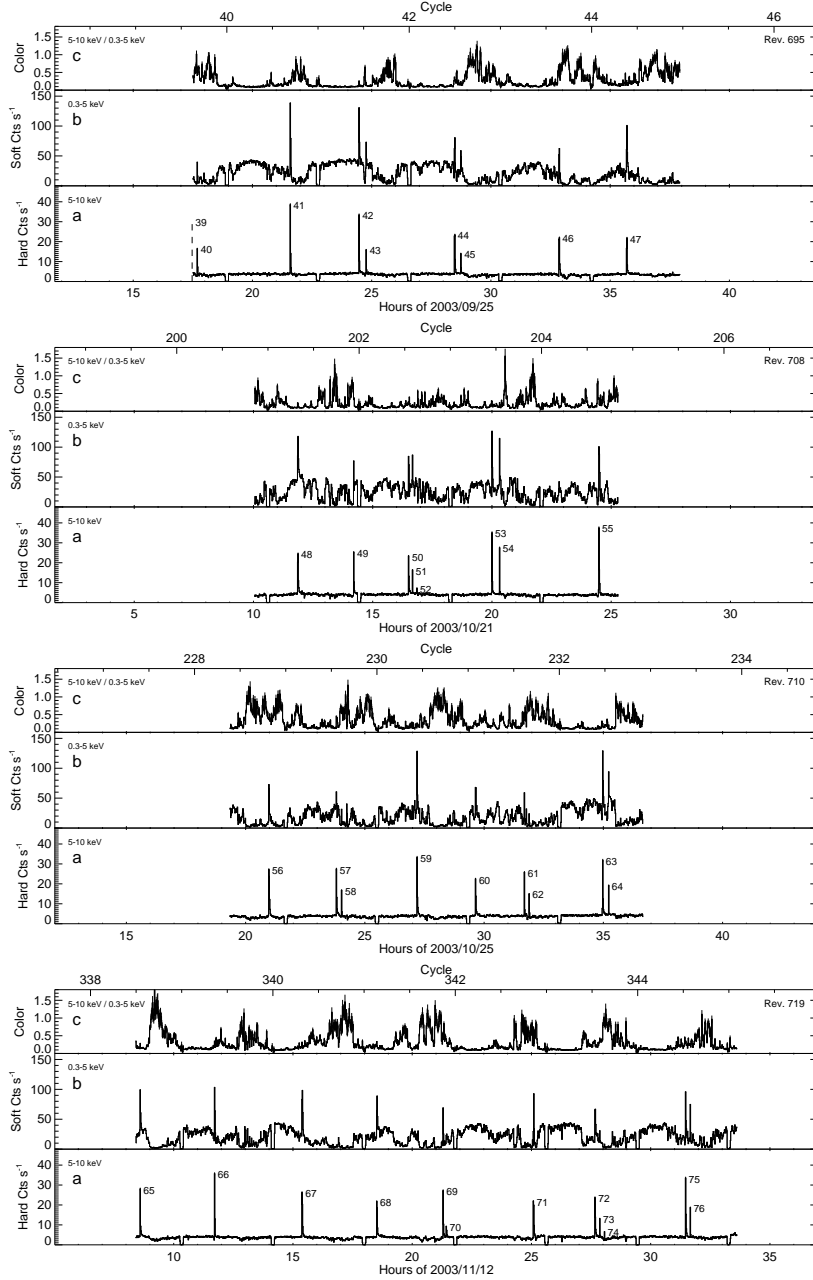 Cycle
40 42 44 46
5-10 keV / 0.3-5 keV
Rev. 695
c
Color
0.0 0.5 1.0 1.5
0.3-5 keV
b
Soft Cts s-1
0 50 100 150
5-10 keV
a
Hard Cts s-1
0 10 20 30 40
39 40 41 42 43 44 45 46 47
15 20 25 30 35 40
Hours of 2003/09/25
Cycle
200 202 204 206
5-10 keV / 0.3-5 keV
Rev. 708
c
Color
0.0 0.5 1.0 1.5
0.3-5 keV
b
Soft Cts s-1
0 50 100 150
5-10 keV
a
Hard Cts s-1
0 10 20 30 40
48 49 50 51 52 53 54 55
5 10 15 20 25 30
Hours of 2003/10/21
Cycle
228 230 232 234
5-10 keV / 0.3-5 keV
Rev. 710
c
Color
0.0 0.5 1.0 1.5
0.3-5 keV
b
Soft Cts s-1
0 50 100 150
5-10 keV
a
Hard Cts s-1
0 10 20 30 40
56 57 58 59 60 61 62 63 64
15 20 25 30 35 40
Hours of 2003/10/25
Cycle
338 340 342 344
5-10 keV / 0.3-5 keV
Rev. 719
c
Color
0.0 0.5 1.0 1.5
0.3-5 keV
b
Soft Cts s-1
0 50 100 150
5-10 keV
a
Hard Cts s-1
0 10 20 30 40
65 66 67 68 69 70 71 72 73 74 75 76
10 15 20 25 30 35
Hours of 2003/11/12